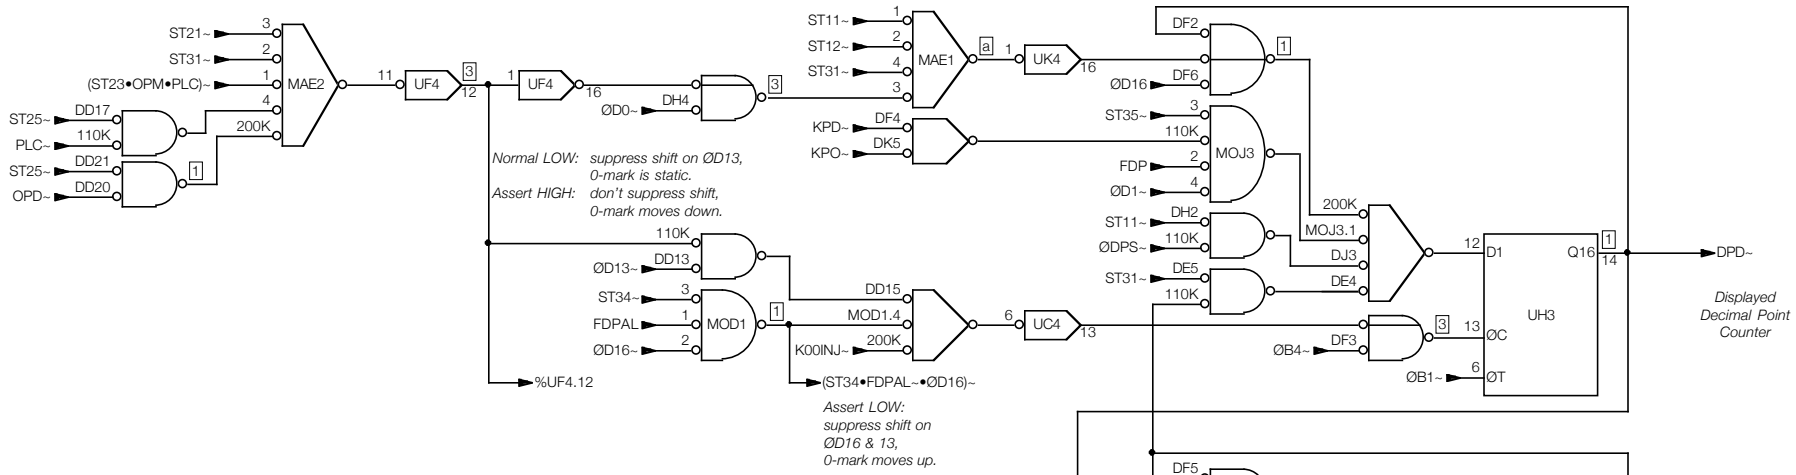 ST21~ 3
ST31~ 2
(ST23•OPM•PLC)~ 1
MAE2
4
200K
ST25~ DD17
PLC~ 110K
ST25~ DD21
OPD~ DD20
1
11 UF4 3
12
1 UF4
16
ØD0~ DH4
3
Normal LOW: suppress shift on ØD13,
0-mark is static.
Assert HIGH: don't suppress shift,
0-mark moves down.
110K
ØD13~ DD13
ST34~ 3
FDPAL 1
ØD16~ 2
MOD1
1
%UF4.12
DD15
MOD1.4
K00INJ~ 200K
(ST34•FDPAL~•ØD16)~
Assert LOW:
suppress shift on
ØD16 & 13,
0-mark moves up.
6 UC4
13
ST11~ 1
ST12~ 2
ST31~ 4
3
MAE1
a
1 UK4
16
KPD~ DF4
KPO~ DK5
DF2
ØD16 DF6
1
ST35~ 3
110K
FDP 2
ØD1~ 4
MOJ3
ST11~ DH2
ØDPS~ 110K
ST31~ DE5
110K
200K
MOJ3.1
DJ3
DE4
ØB4~ DF3
3
ØB1~
12 D1
13 ØC
6 ØT
UH3
Q16 1
14
DPD~
Displayed
Decimal Point
Counter
DF5